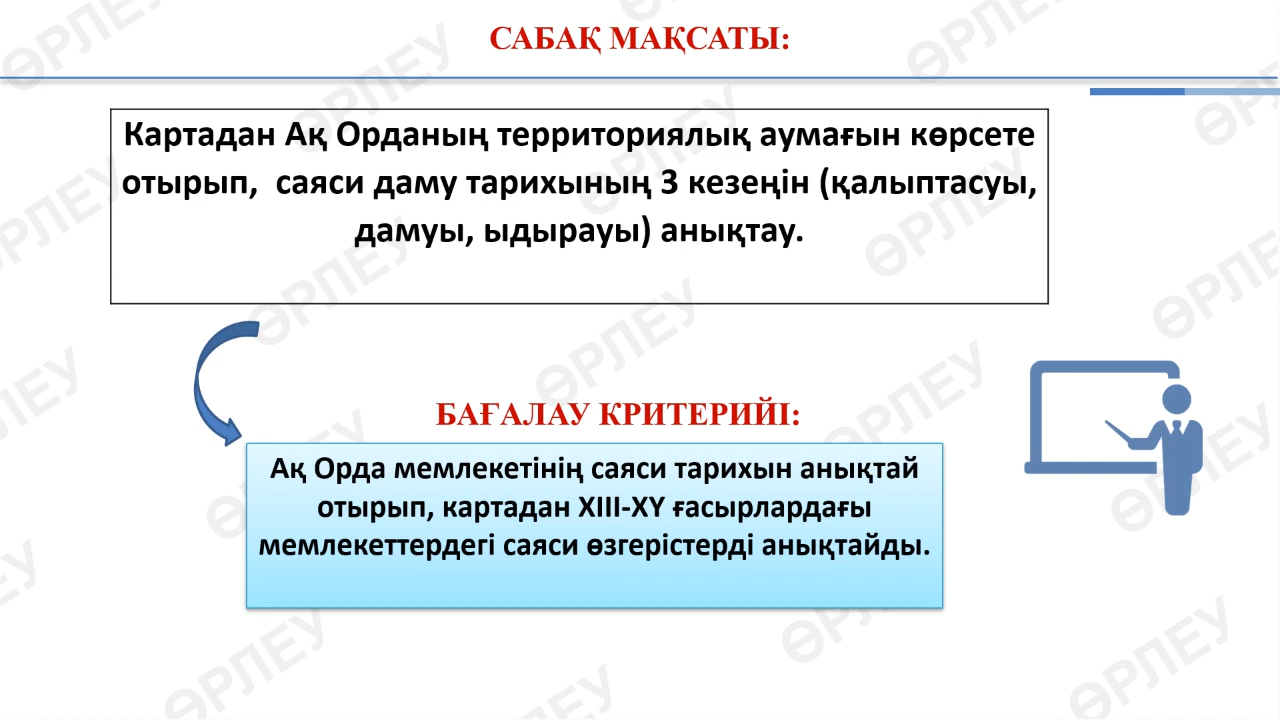 САБАҚ МАҚСАТЫ:
Картадан Ақ Орданың территориялық аумағын көрсете
отырып, саяси даму тарихының 3 кезеңін (қалыптасуы,
дамуы, ыдырауы) анықтау.
БАҒАЛАУ КРИТЕРИЙІ:
Ақ Орда мемлекетінің саяси тарихын анықтай
отырып, картадан XIII-XY ғасырлардағы
мемлекеттердегі саяси өзгерістерді анықтайды.
ӨРЛЕУ